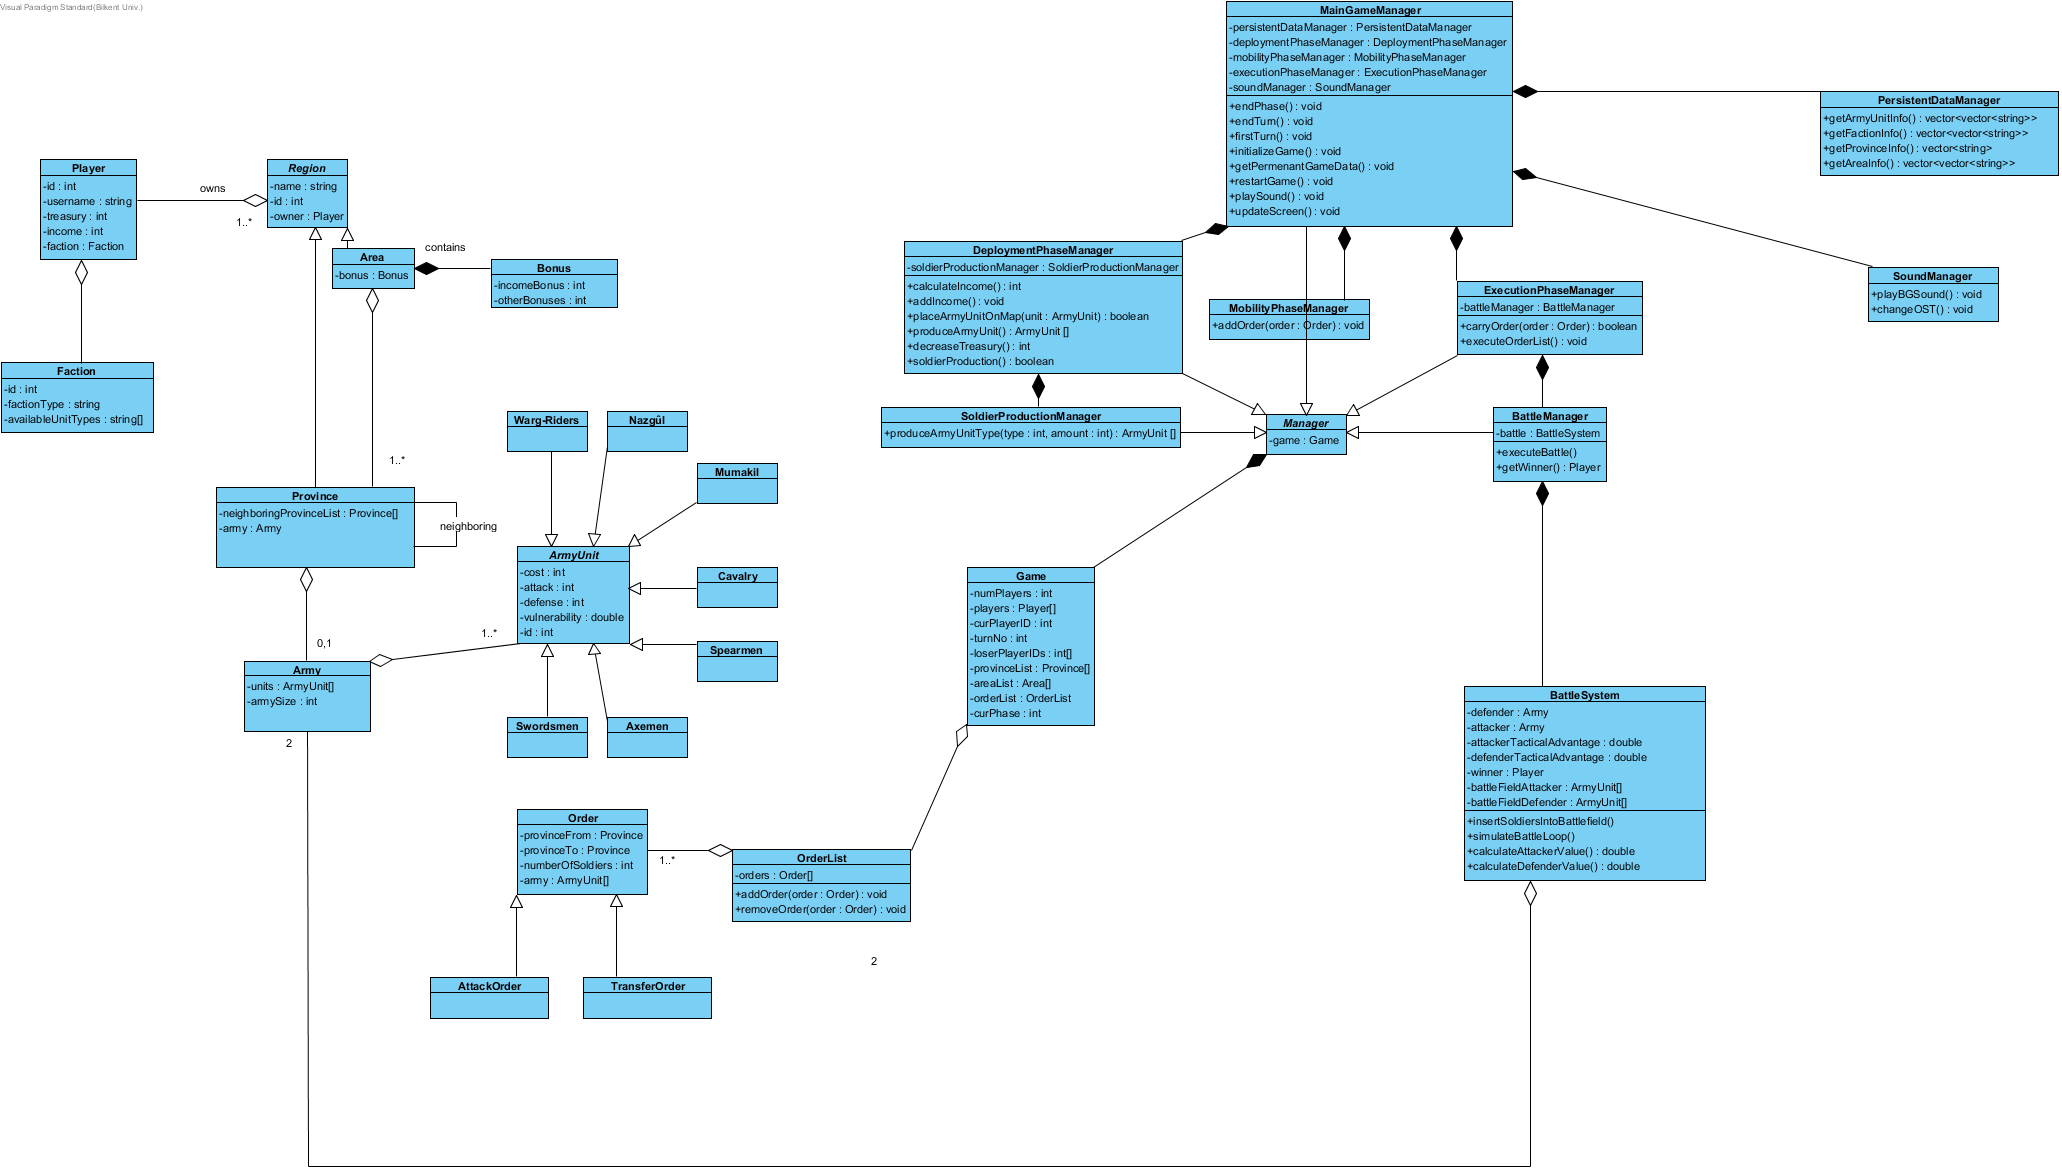 Visual Paradigm Standard(Bilkent Univ.)
MainGameManager
-persistentDataManager : PersistentDataManager
-deploymentPhaseManager : DeploymentPhaseManager
-mobilityPhaseManager : MobilityPhaseManager
-executionPhaseManager : ExecutionPhaseManager
-soundManager : SoundManager
+endPhase() : void
+endTurn() : void
+firstTurn() : void
+initializeGame() : void
+getPermenantGameData() : void
+restartGame() : void
+playSound() : void
+updateScreen() : void
PersistentDataManager
+getArmyUnitInfo() : vector<vector<string>>
+getFactionInfo() : vector<vector<string>>
+getProvinceInfo() : vector<string>
+getAreaInfo() : vector<vector<string>>
Player
-id : int
-username : string
-treasury : int
-income : int
-faction : Faction
owns
1..*
Region
-name : string
-id : int
-owner : Player
Area
-bonus : Bonus
contains
Bonus
-incomeBonus : int
-otherBonuses : int
DeploymentPhaseManager
-soldierProductionManager : SoldierProductionManager
+calculateIncome() : int
+addIncome() : void
+placeArmyUnitOnMap(unit : ArmyUnit) : boolean
+produceArmyUnit() : ArmyUnit []
+decreaseTreasury() : int
+soldierProduction() : boolean
MobilityPhaseManager
+addOrder(order : Order) : void
ExecutionPhaseManager
-battleManager : BattleManager
+carryOrder(order : Order) : boolean
+executeOrderList() : void
SoundManager
+playBGSound() : void
+changeOST() : void
Faction
-id : int
-factionType : string
-availableUnitTypes : string[]
SoldierProductionManager
+produceArmyUnitType(type : int, amount : int) : ArmyUnit []
Manager
-game : Game
BattleManager
-battle : BattleSystem
+executeBattle()
+getWinner() : Player
Warg-Riders
Nazgûl
Mumakil
1..*
Province
-neighboringProvinceList : Province[]
-army : Army
neighboring
ArmyUnit
-cost : int
-attack : int
-defense : int
-vulnerability : double
-id : int
Cavalry
Spearmen
Swordsmen
Axemen
0,1
1..*
Army
-units : ArmyUnit[]
-armySize : int
2
Game
-numPlayers : int
-players : Player[]
-curPlayerID : int
-turnNo : int
-loserPlayerIDs : int[]
-provinceList : Province[]
-areaList : Area[]
-orderList : OrderList
-curPhase : int
BattleSystem
-defender : Army
-attacker : Army
-attackerTacticalAdvantage : double
-defenderTacticalAdvantage : double
-winner : Player
-battleFieldAttacker : ArmyUnit[]
-battleFieldDefender : ArmyUnit[]
+insertSoldiersIntoBattlefield()
+simulateBattleLoop()
+calculateAttackerValue() : double
+calculateDefenderValue() : double
Order
-provinceFrom : Province
-provinceTo : Province
-numberOfSoldiers : int
-army : ArmyUnit[]
1..*
OrderList
-orders : Order[]
+addOrder(order : Order) : void
+removeOrder(order : Order) : void
2
AttackOrder
TransferOrder